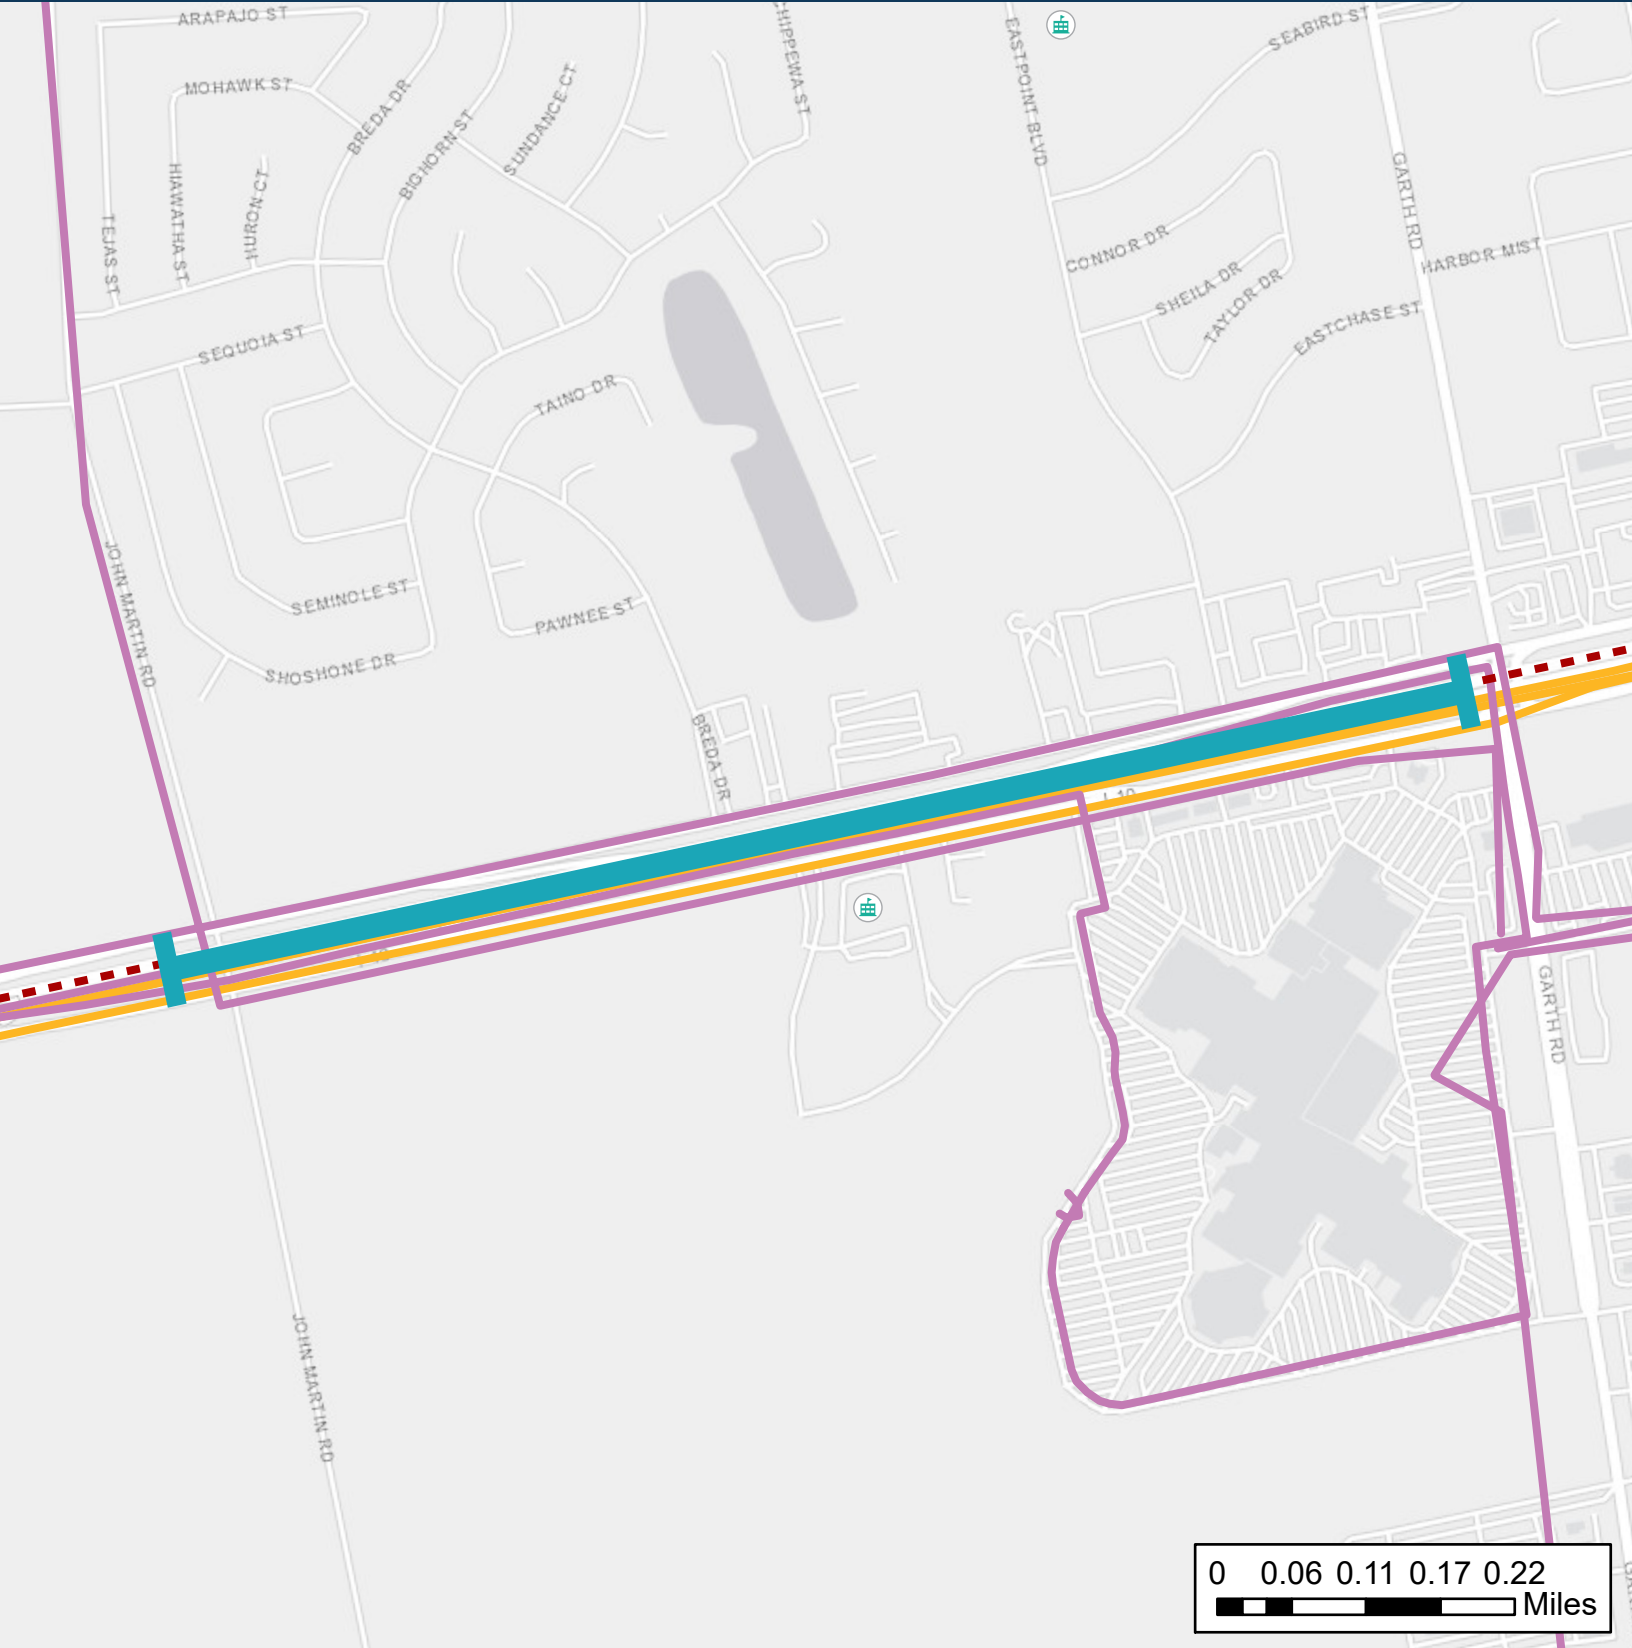 ARAPAJO ST
MOHAWK ST
BREDA DR
BIGHORN ST
SUNDANCE CT
CHIPPEWA ST
EASTPOINT BLVD
SEABIRD ST
GARTH RD
HIAWATHA ST
HURON CT
TEJAS ST
CONNOR DR
HARBOR MIST
SHEILA DR
TAYLOR DR
EASTCHASE ST
SEQUOIA ST
TAINO DR
JOHN MARTIN RD
SEMINOLE ST
PAWNEE ST
SHOSHONE DR
BREDA DR
I-10
I-10
GARTH RD
JOHN MARTIN RD
0 0.06 0.11 0.17 0.22
Miles